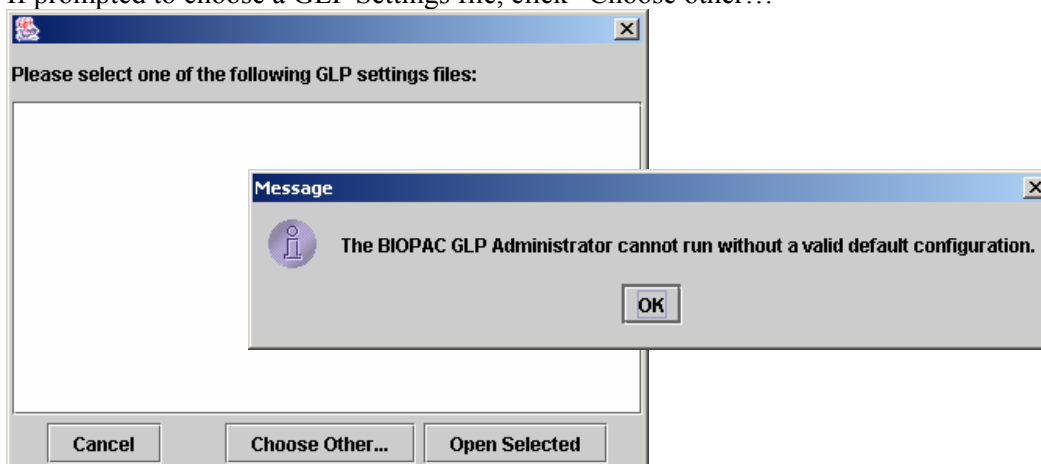 If prompted to choose a GLP Settings file, click "Choose other…"
Please select one of the following GLP settings files:
Message
The BIOPAC GLP Administrator cannot run without a valid default configuration.
OK
Cancel
Choose Other...
Open Selected